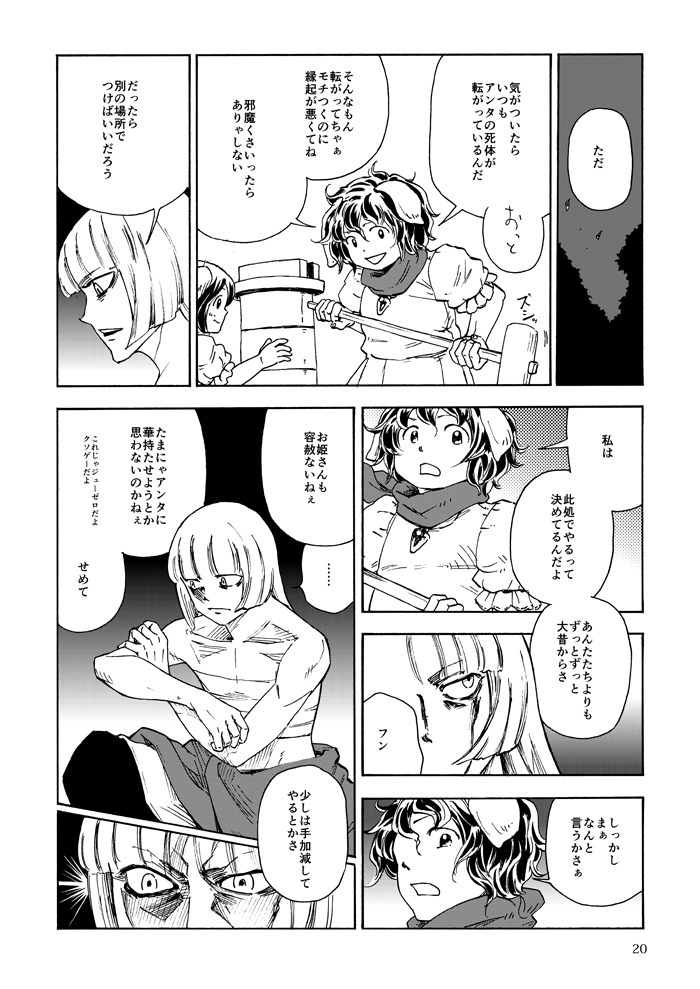 ただ
気がついたら
いつも
アンタの死体が
転がっているんだ
おっと
ズシッ
そんなもん
転がってちゃぁ
モチつくのに
縁起が悪くてね
邪魔くさいったら
ありゃしない
だったら
別の場所で
つけばいいだろう
私は
此処でやるって
決めてるんだよ
あんたたちよりも
ずっとずっと
大昔からさ
フン
しっかし
まぁ
なんと
言うかさぁ
お姫さんも
容赦ないねぇ
……
たまにゃアンタに
華持たせようとか
思わないのかねぇ
これじゃジューゼロだよ
クソゲーだよ
せめて
少しは手加減して
やるとかさ
20